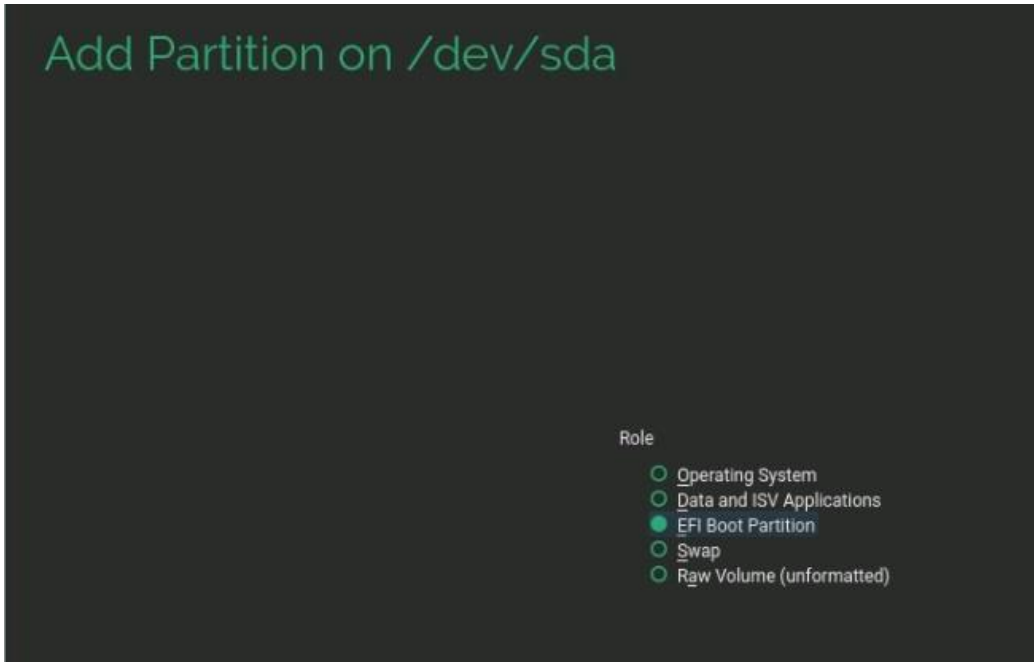 Add Partition on /dev/sda
Role
Operating System
Data and ISV Applications
EFI Boot Partition
Swap
Raw Volume (unformatted)